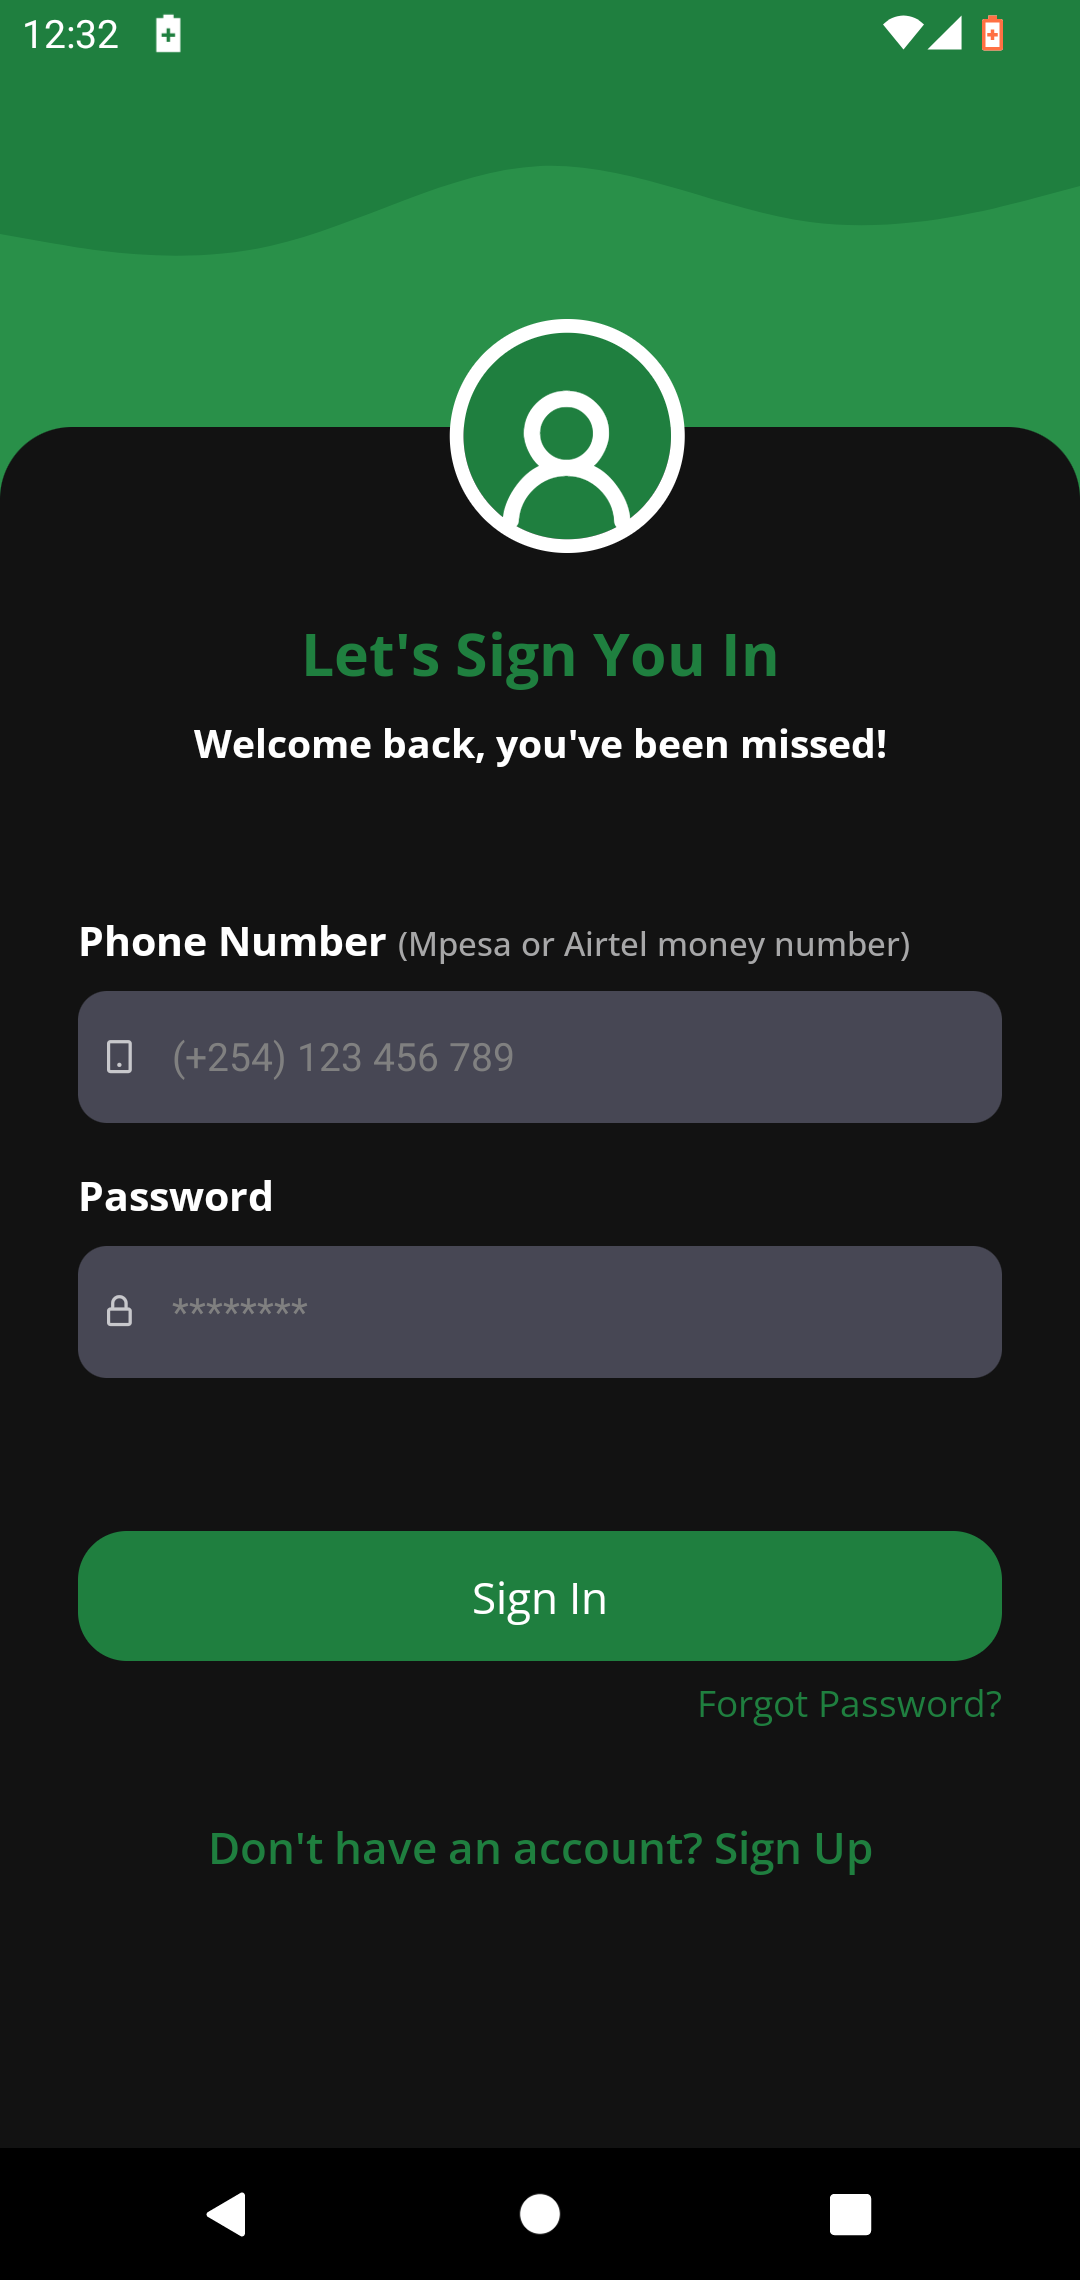 12:32
Let's Sign You In
Welcome back, you've been missed!
Phone Number (Mpesa or Airtel money number)
(+254) 123 456 789
Password
********
Sign In
Forgot Password?
Don't have an account? Sign Up